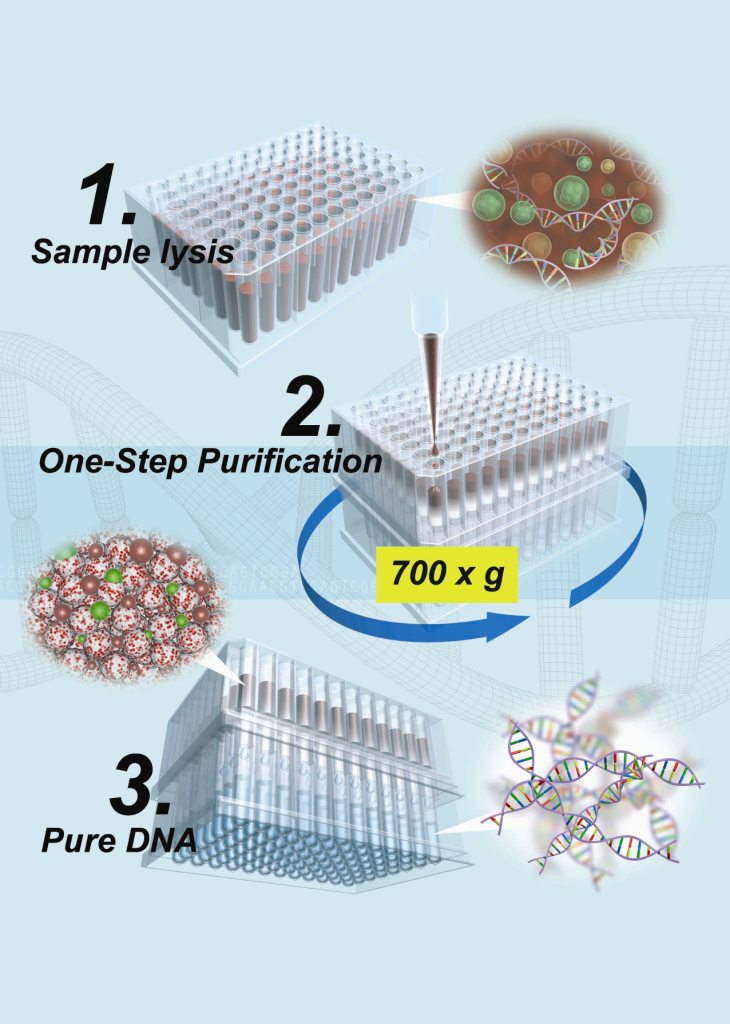 1.
Sample lysis
2.
One-Step Purification
700 x g
3.
Pure DNA